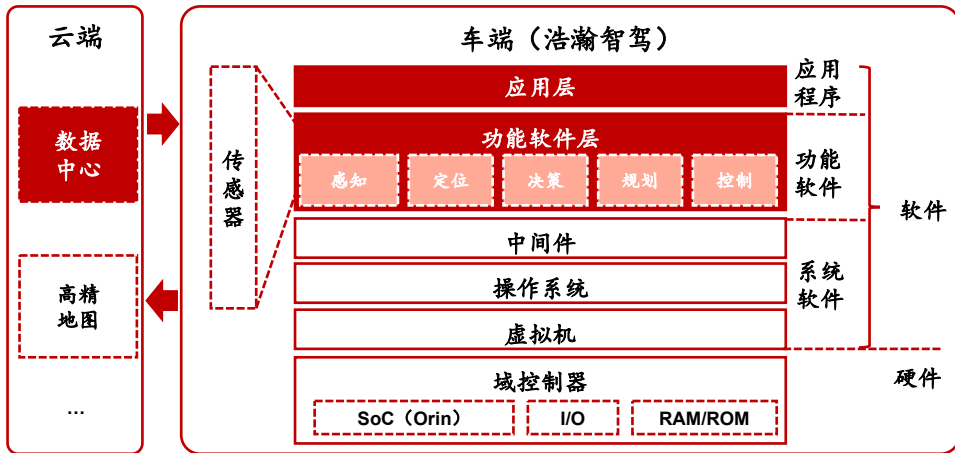 云端
数据
中心
高精
地图
...
车端（浩瀚智驾）
传
感
器
应用层
功能软件层
感知
定位
决策
规划
控制
中间件
操作系统
虚拟机
域控制器
SoC（Orin）
I/O
RAM/ROM
应用
程序
功能
软件
系统
软件
软件
硬件